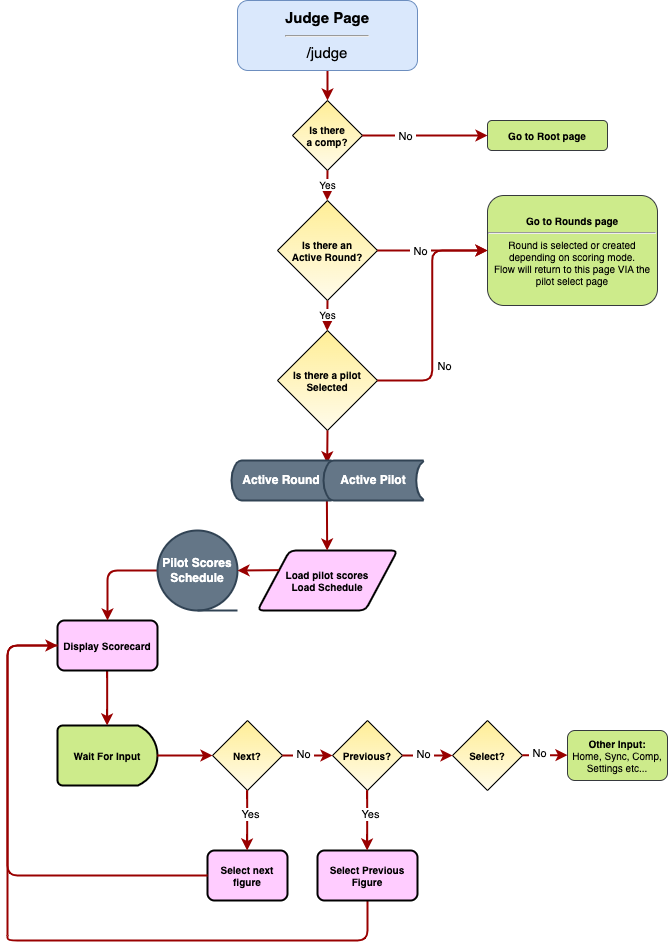 Judge Page
/judge
Is there
a comp?
No
Go to Root page
Yes
Is there an
Active Round?
No
Go to Rounds page
Round is selected or created
depending on scoring mode.
Flow will return to this page VIA the
pilot select page
Yes
Is there a pilot
Selected
No
Active Round
Active Pilot
Pilot Scores
Schedule
Load pilot scores
Load Schedule
Display Scorecard
Wait For Input
Next?
No
Previous?
No
Select?
No
Other Input:
Home, Sync, Comp,
Settings etc...
Yes
Yes
Select next
figure
Select Previous
Figure